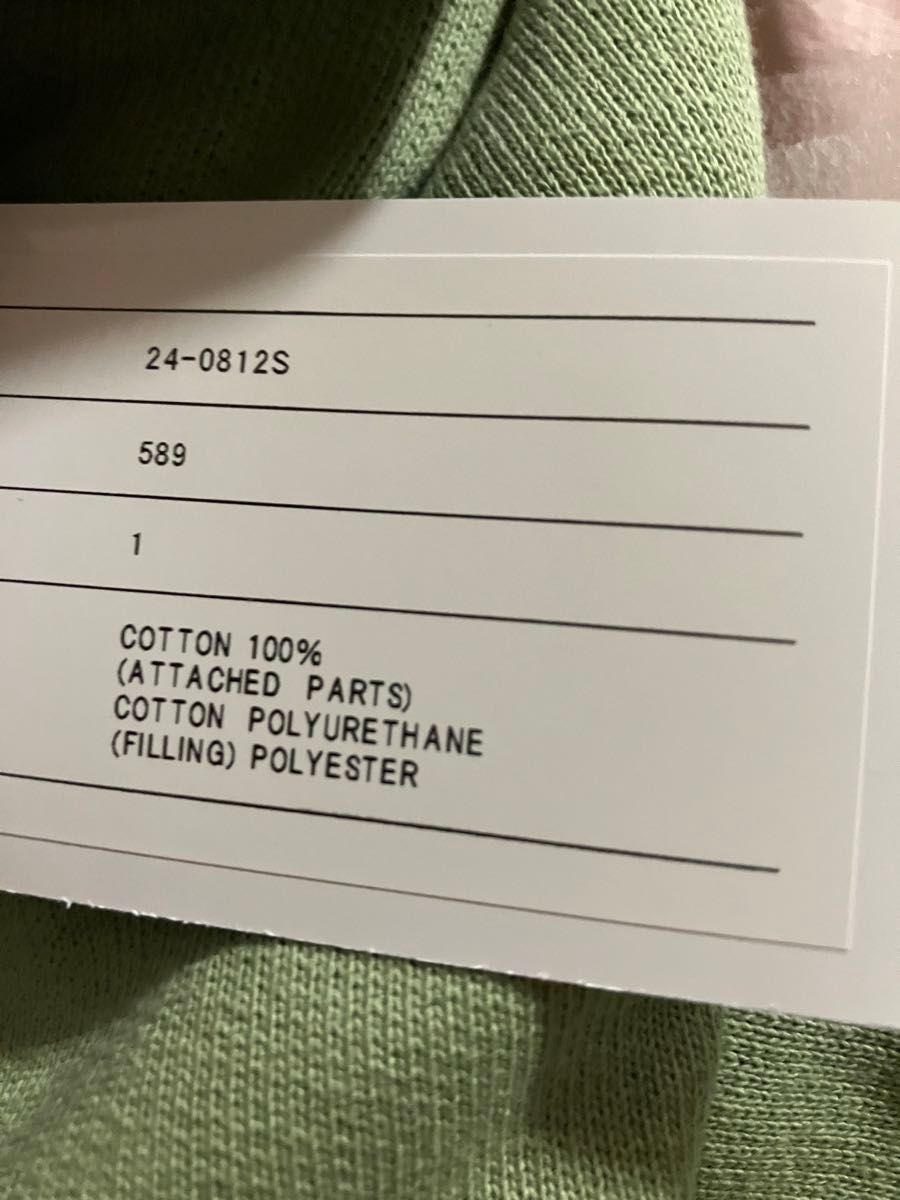 24-0812S
589
1
COTTON 100%
(ATTACHED PARTS)
COTTON POLYURETHANE
(FILLING) POLYESTER